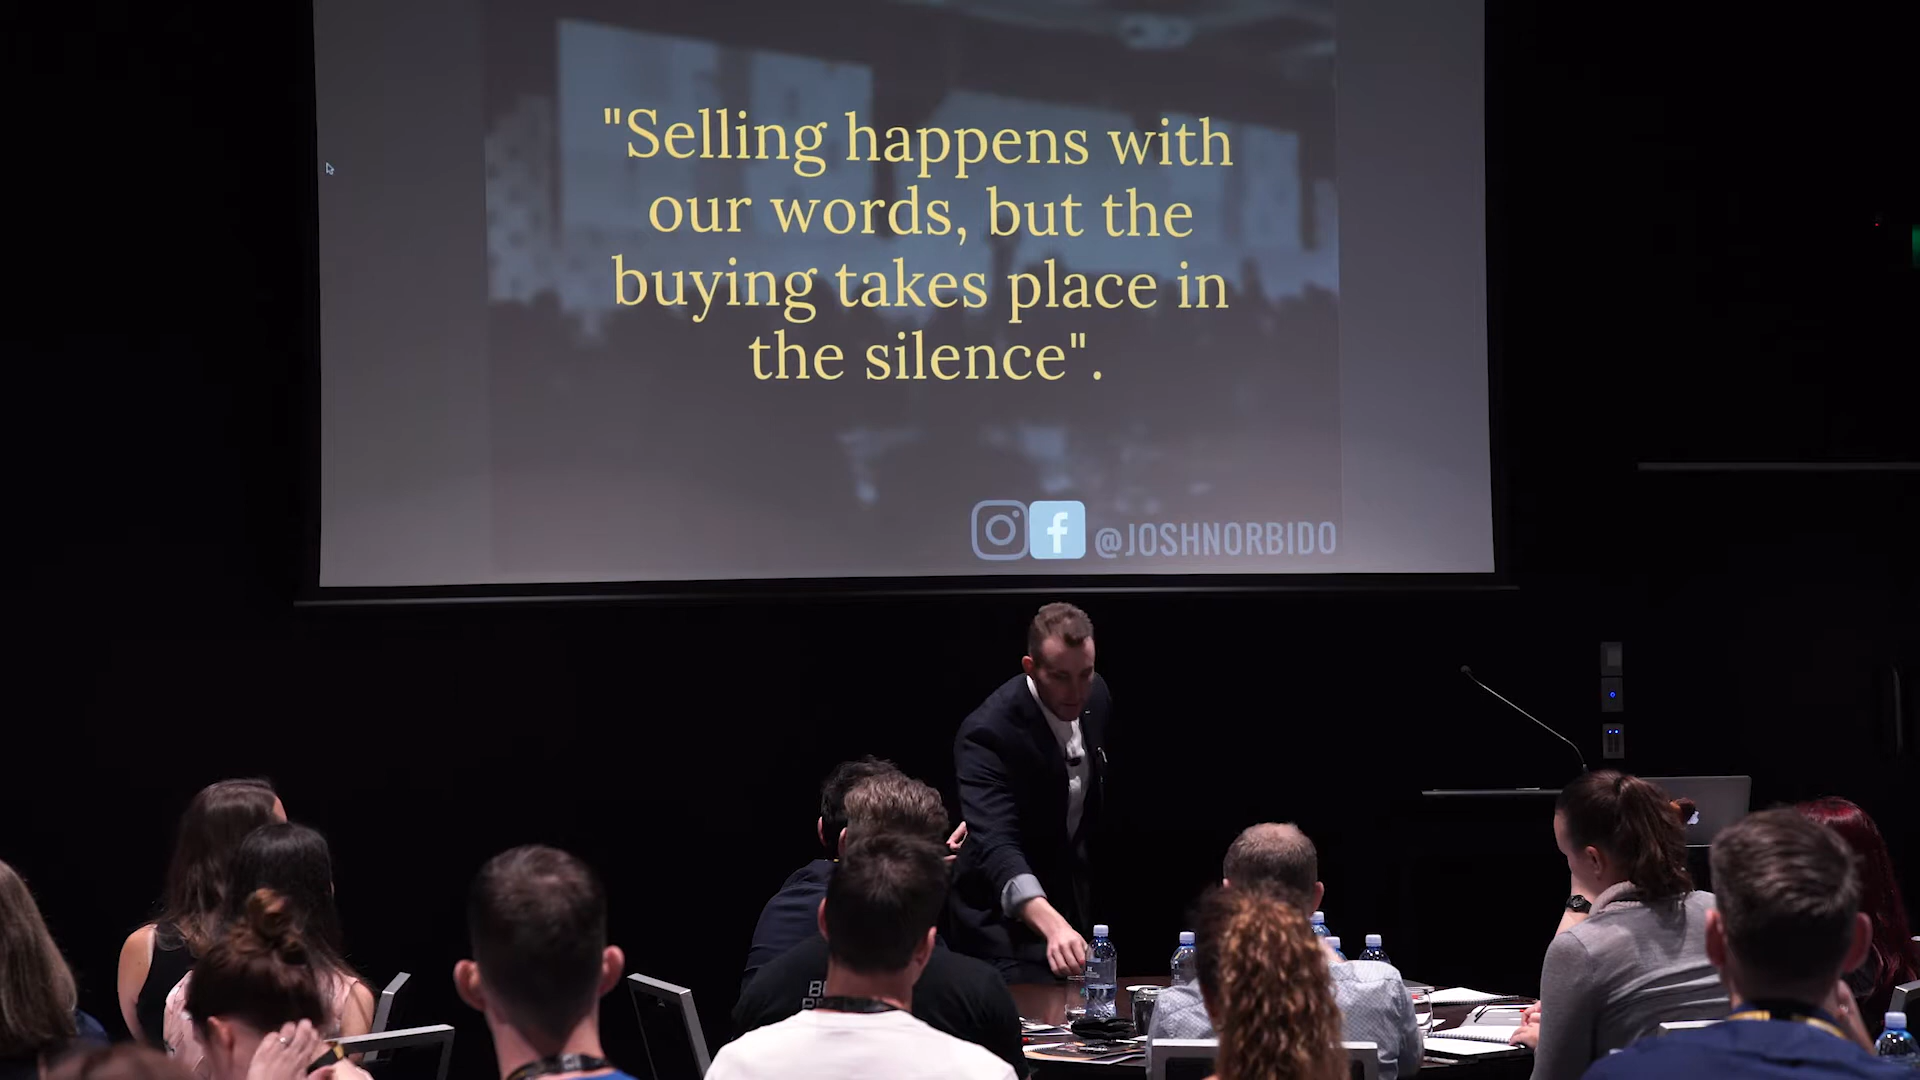 "Selling happens with
our words, but the
buying takes place in
the silence".
@JOSHNORBIDO